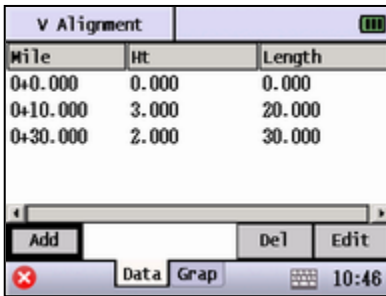 V Alignment
Mile Ht Length
0+0.000 0.000 0.000
0+10.000 3.000 20.000
0+30.000 2.000 30.000
Add Del Edit
Data Grap 10:46